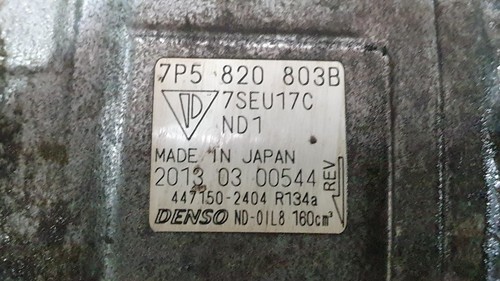 7P5 820 803B
7SEU17C
ND1
MADE IN JAPAN
2013 03 00544
REV
447150-2404 R134a
DENSO ND-OIL8 160cm³